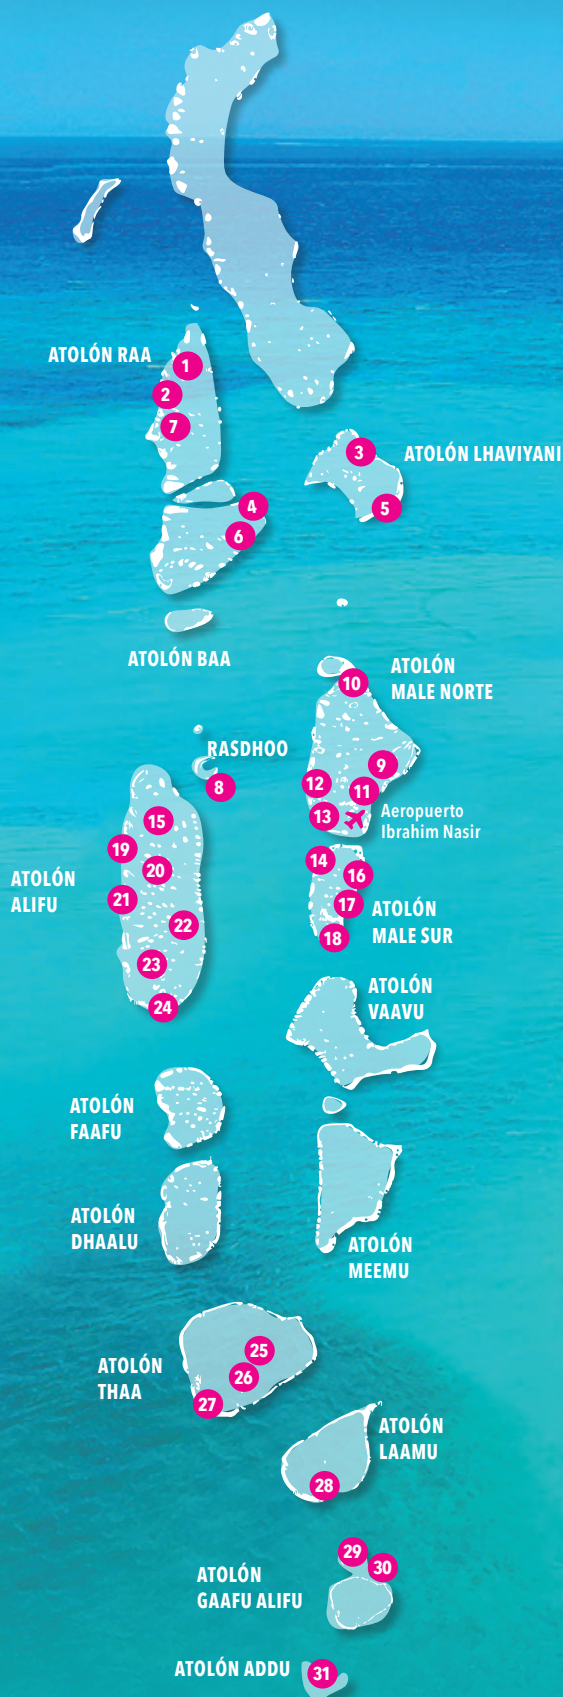 ATOLÓN RAA
1
2
7
3
ATOLÓN LHAVIYANI
5
4
6
ATOLÓN BAA
ATOLÓN
MALE NORTE
10
RASDHOO
8
9
12
11
13
Aeropuerto
Ibrahim Nasir
15
19
20
ATOLÓN
ALIFU
21
22
23
24
14
16
17
18
ATOLÓN
MALE SUR
ATOLÓN
VAAVU
ATOLÓN
FAAFU
ATOLÓN
DHAALU
ATOLÓN
MEEMU
ATOLÓN
THAA
25
26
27
ATOLÓN
LAAMU
28
29
30
ATOLÓN
GAAFU ALIFU
ATOLÓN ADDU
31